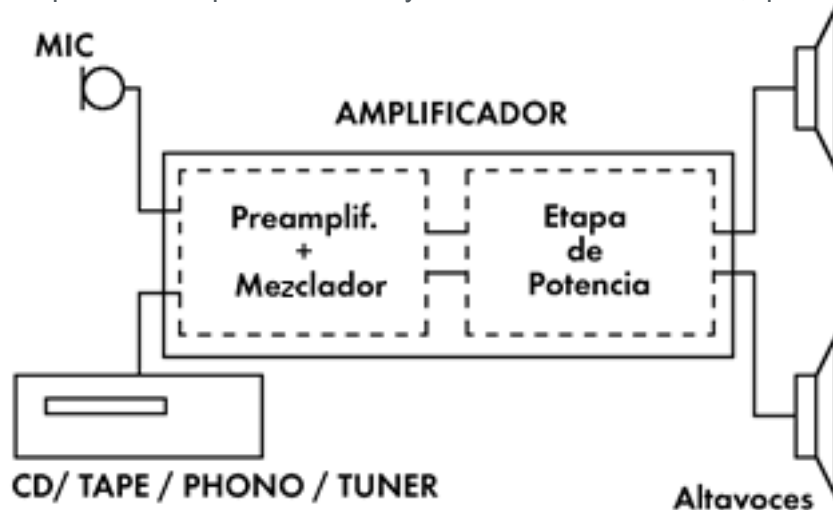 MIC
AMPLIFICADOR
Preamplif.
+
Mezclador
Etapa
de
Potencia
CD/ TAPE / PHONO / TUNER
Altavoces